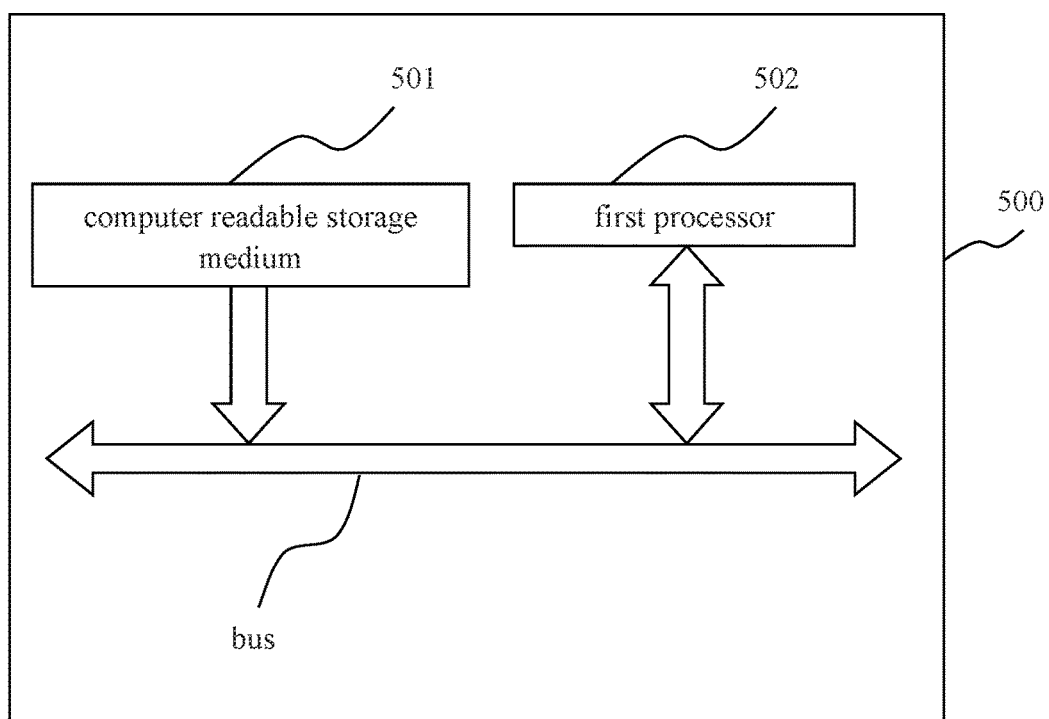 501
502
computer readable storage
medium
first processor
500
bus